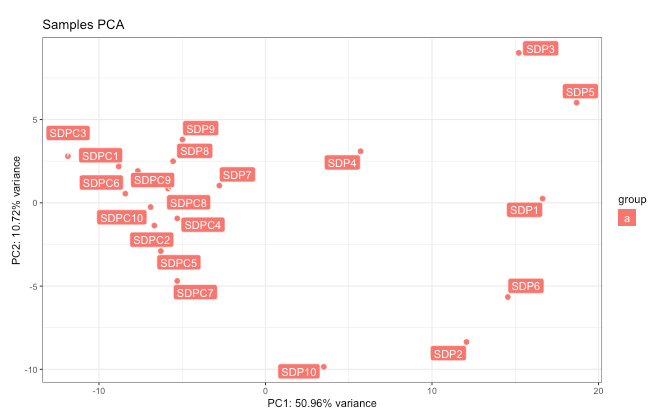 Samples PCA
SDP3
SDP5
SDP9
SDPC3
SDP8
SDPC1
SDP4
SDP7
SDPC9
SDPC6
SDPC8
SDP1
SDPC10
SDPC4
SDPC2
SDPC5
SDP6
SDPC7
SDP2
SDP10
5
0
-5
-10
-10
0
10
20
PC1: 50.96% variance
PC2: 10.72% variance
group
a